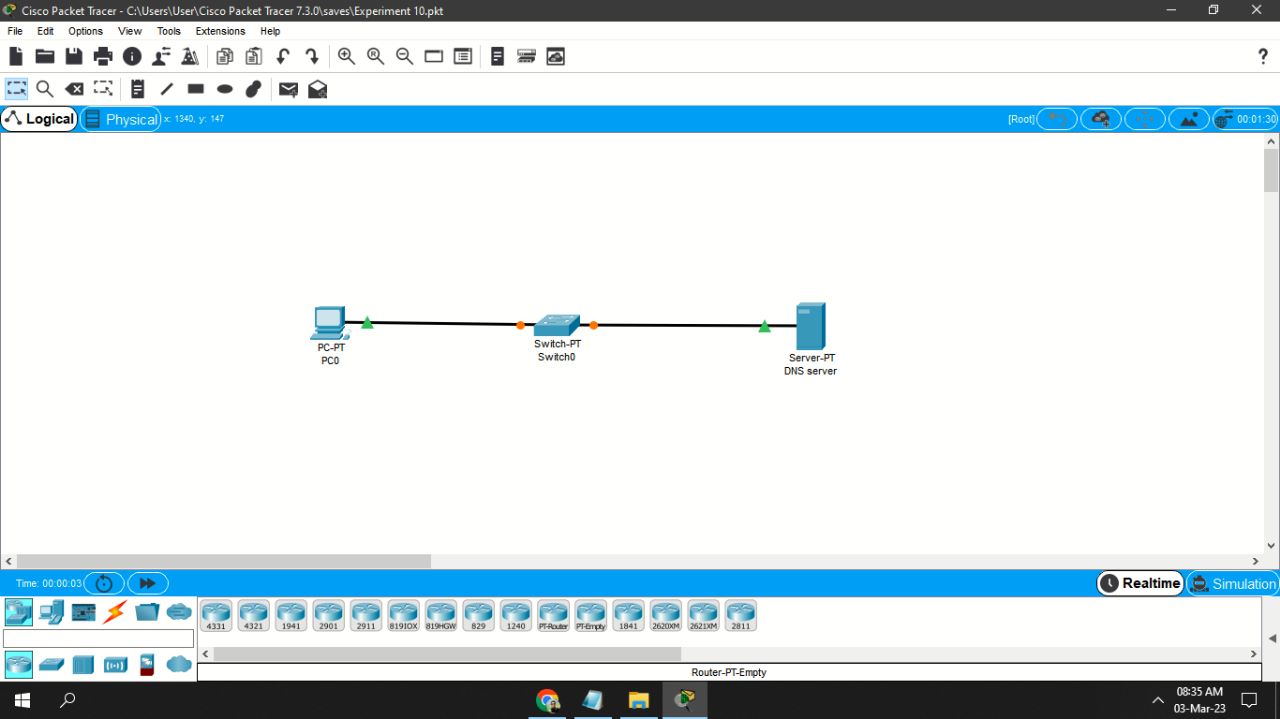 Cisco Packet Tracer - C:\Users\User\Cisco Packet Tracer 7.3.0\saves\Experiment 10.pkt
File Edit Options View Tools Extensions Help
?
Logical Physical x: 1340, y: 147 [Root] 00:01:30
PC-PT
PC0
Switch-PT
Switch0
Server-PT
DNS server
Time: 00:00:03 Realtime Simulation
4331 4321 1941 2901 2911 819IOX 819HGW 829 1240 PT-Router PT-Empty 1841 2620XM 2621XM 2811
Router-PT-Empty
08:35 AM
03-Mar-23